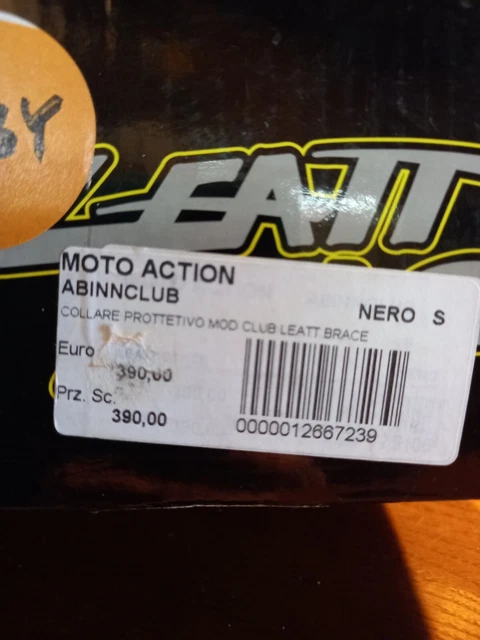 BY
LEATT
MOTO ACTION
ABINNCLUB
NERO S
COLLARE PROTTETIVO MOD CLUB LEATT BRACE
Euro
390,00
Prz. Sc.
390,00
0000012667239